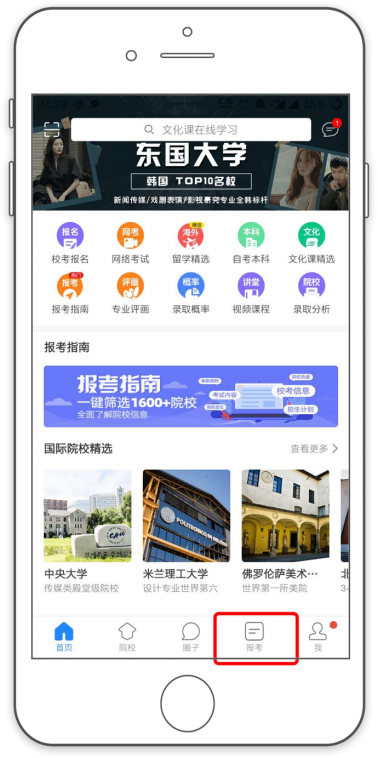 15:29
55%
文化课在线学习
1
东国大学
韩国 TOP10名校
新闻传媒/戏剧表演/影视研究专业全韩标杆
报名 网考 海外 本科 文化
校考报名 网络考试 留学精选 自考本科 文化课精选
热门
报考 评画 概率 讲堂 院校
报考指南 专业评画 录取概率 视频课程 录取分析
报考指南
报考指南
一键筛选1600+院校
全面了解院校信息
考试内容
校考信息
招生计划
国际院校精选 查看更多
CAU
POLITECNICO
中央大学 米兰理工大学 佛罗伦萨美术… 北
传媒类殿堂级院校 设计专业世界第六 世界第一所美院 3-
首页 院校 圈子 报考 我